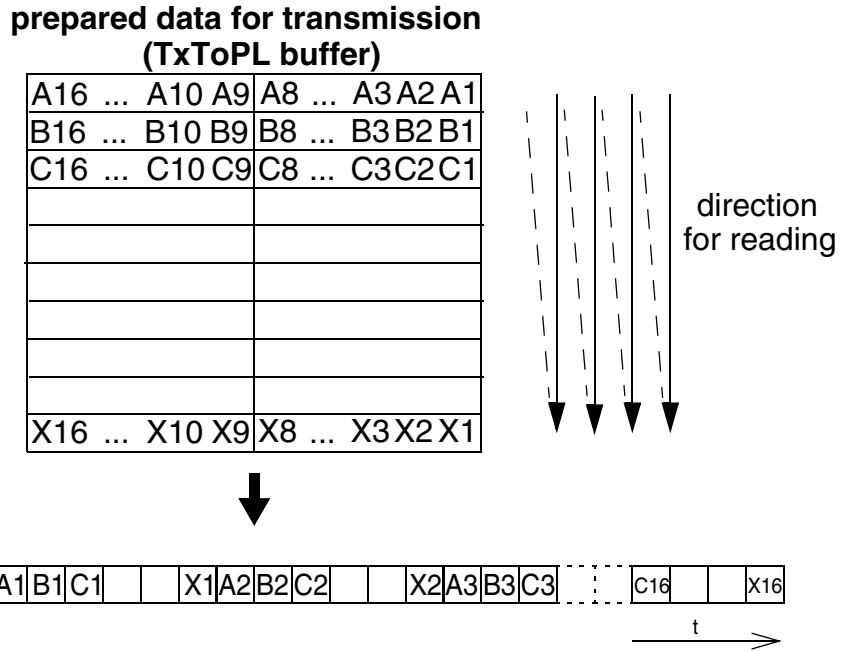 prepared data for transmission
(TxToPL buffer)
A16 ... A10 A9 A8 ... A3 A2 A1
B16 ... B10 B9 B8 ... B3 B2 B1
C16 ... C10 C9 C8 ... C3 C2 C1
X16 ... X10 X9 X8 ... X3 X2 X1
direction
for reading
A1 B1 C1 X1 A2 B2 C2 X2 A3 B3 C3 C16 X16
t